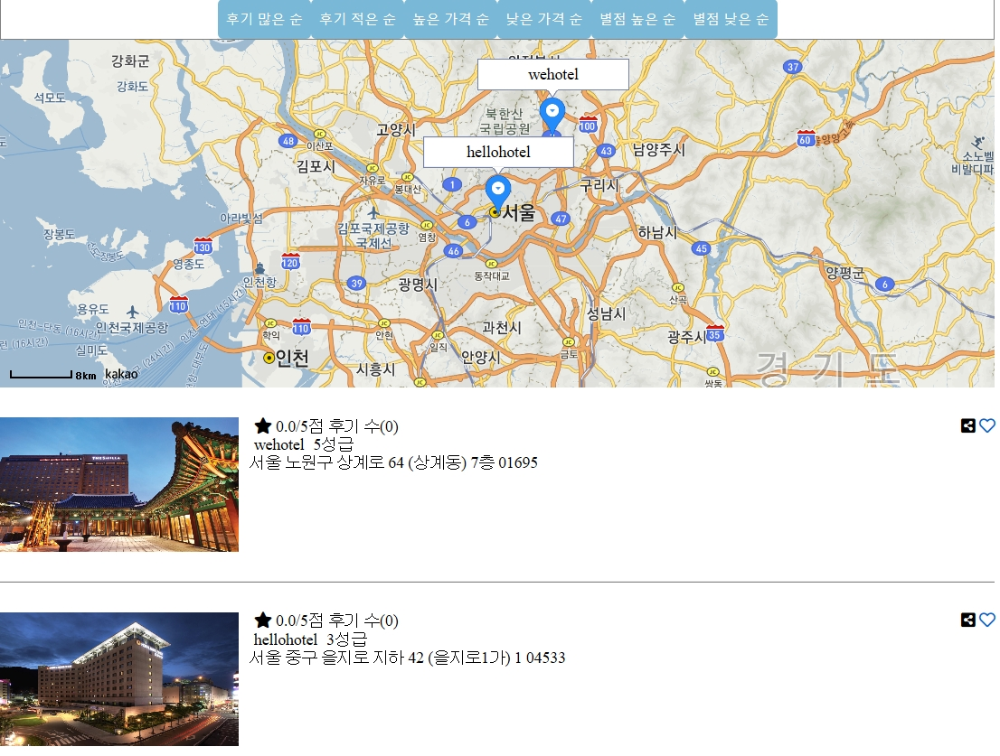 후기 많은 순 후기 적은 순 높은 가격 순 낮은 가격 순 별점 높은 순 별점 낮은 순
강화군
37
강화도
wehotel
석모도
북한산
국립공원
100
고양시
48
이산포
hellohotel
43
남양주시
60
소노벨
김포시
자유로
봉대산
1
구리시
서울
6
47
아라빛섬
김포국제공항
국제선
염창
하남시
장봉도
130
46
45
영종도
120
인천항
동작대교
양평군
39
광명시
6
110
산곡
용유도
성남시
인천국제공항
학익
110
안현
과천시
일직
광주시
35
인천-단동 (16시간)
실미도
금토
인천
안양시
시흥시
경기도
쌍동
8km kakao
0.0/5점 후기 수(0)
wehotel 5성급
서울 노원구 상계로 64 (상계동) 7층 01695
0.0/5점 후기 수(0)
hellohotel 3성급
서울 중구 을지로 지하 42 (을지로1가) 1 04533